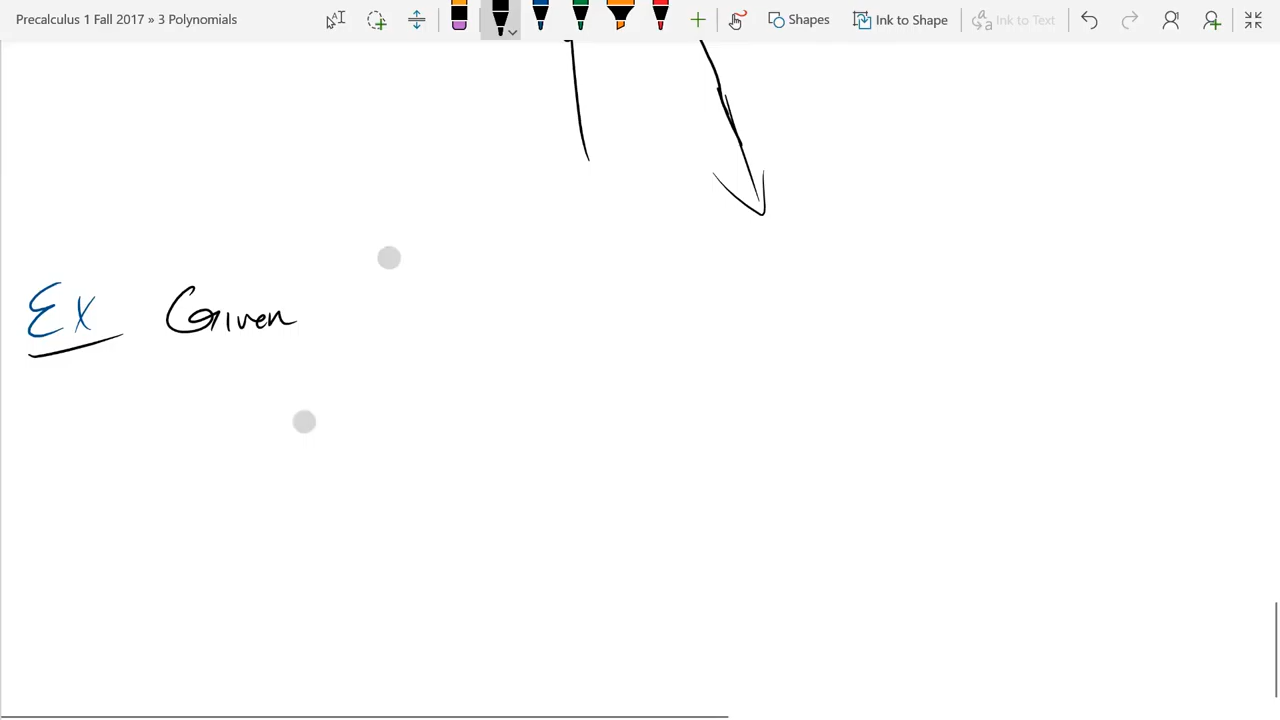 Precalculus 1 Fall 2017 » 3 Polynomials Shapes Ink to Shape Ink to Text
Ex Given